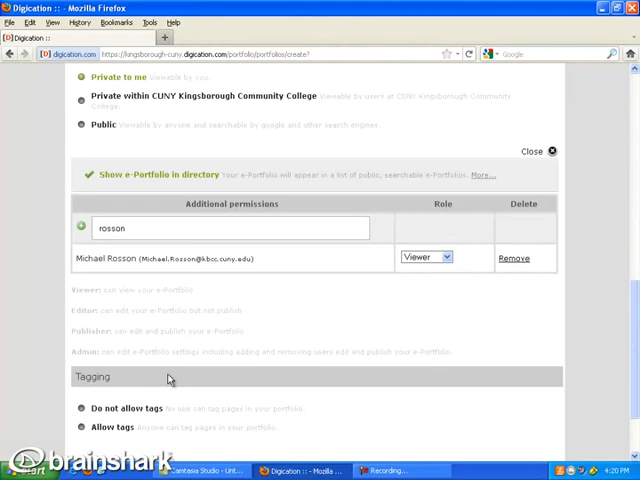 [D] Digication :: - Mozilla Firefox
File Edit View History Bookmarks Tools Help
[D] Digication ::
digication.com https://kingsborough-cuny.digication.com/portfolio/portfolios/create? Google
Private to me Viewable by you.
Private within CUNY Kingsborough Community College Viewable by users at CUNY Kingsborough Community
College.
Public Viewable by anyone and searchable by google and other search engines.
Close
Show e-Portfolio in directory Your e-Portfolio will appear in a list of public, searchable e-Portfolios. More...
Additional permissions Role Delete
rosson
Michael Rosson (Michael.Rosson@kbcc.cuny.edu) Viewer Remove
Viewer: can view your e-Portfolio
Editor: can edit your e-Portfolio but not publish
Publisher: can edit and publish your e-Portfolio
Admin: can edit e-Portfolio settings including adding and removing users edit and publish your e-Portfolio.
Tagging
Do not allow tags No user can tag pages in your portfolio.
Allow tags Anyone can tag pages in your portfolio.
brainshark
start Camtasia Studio - Unt... Digication :: - Mozilla ... Recording... 4:20 PM